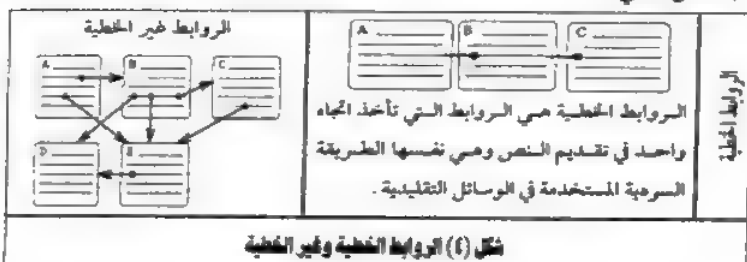 الروابط الخطية
A B C
الروابط الخطية هي الروابط التي تأخذ اتجاه
واحد في تقديم النص وهي نفسها الطريقة
السردية المستخدمة في الوسائل التقليدية .
الروابط غير الخطية
A B C
D E
شكل (٤) الروابط الخطية وغير الخطية